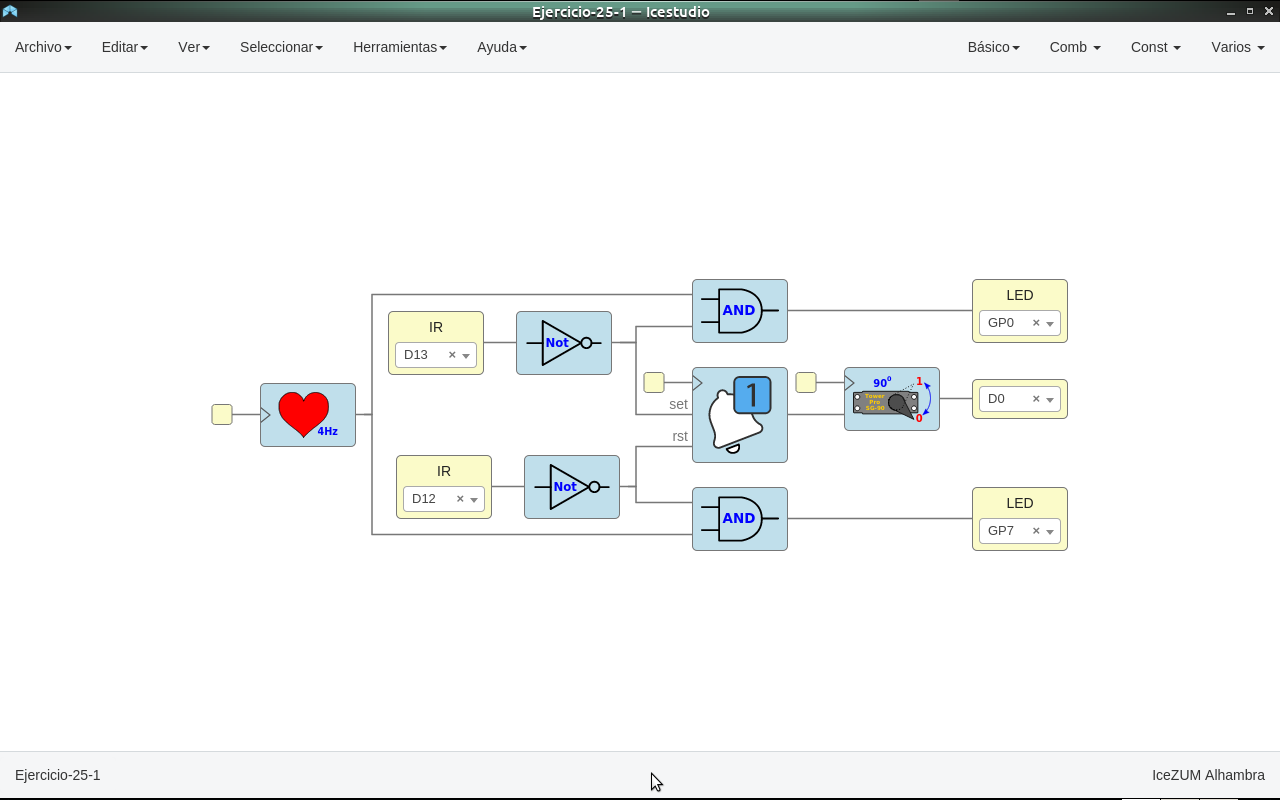 Ejercicio-25-1 — Icestudio
Archivo Editar Ver Seleccionar Herramientas Ayuda Básico Comb Const Varios
AND
LED
GP0 ×
IR
D13 ×
Not
4Hz
1
set
rst
90⁰
1
Tower
Pro
SG-90
0
D0 ×
IR
D12 ×
Not
AND
LED
GP7 ×
Ejercicio-25-1
IceZUM Alhambra